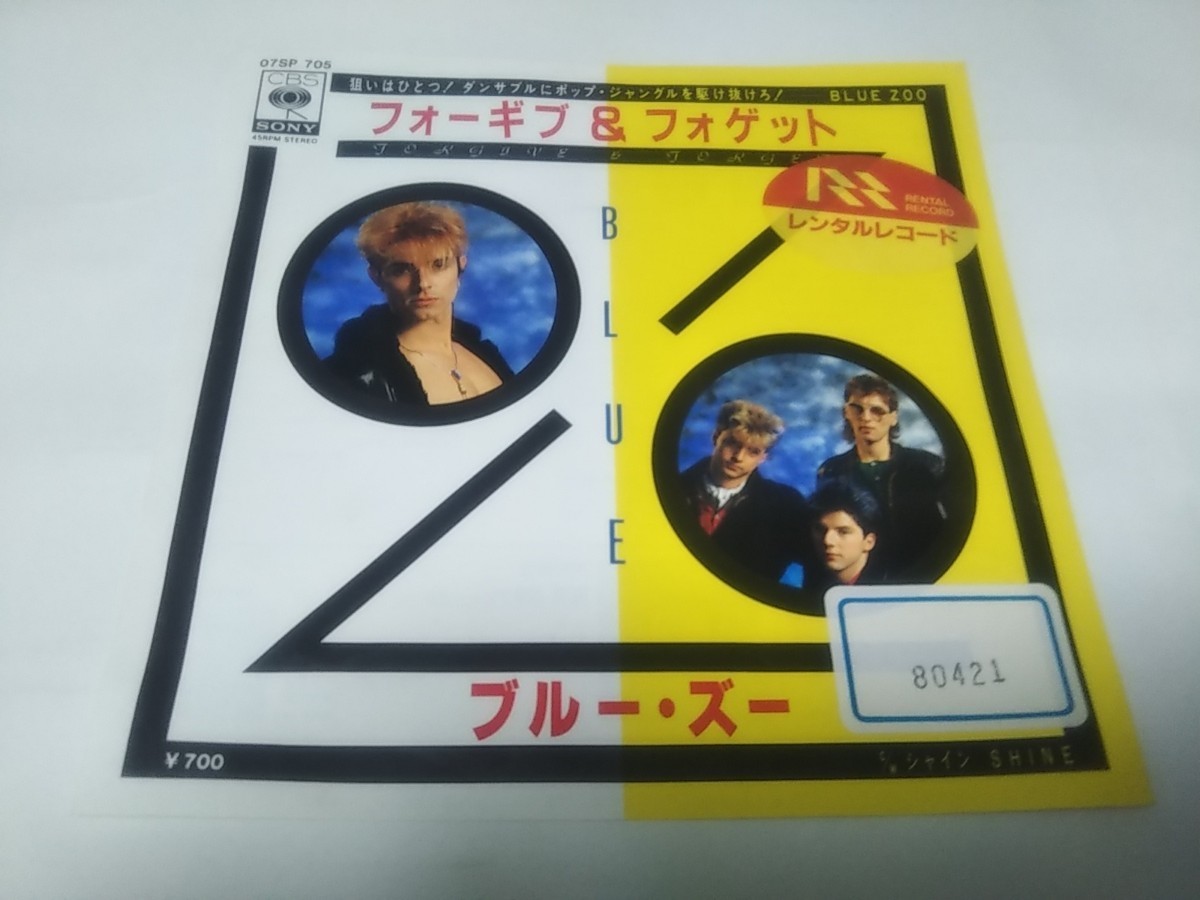 07SP 705
CBS
SONY
45RPM STEREO
狙いはひとつ! ダンサブルにポップ・ジャングルを駆け抜けろ!
BLUE ZOO
フォーギブ & フォゲット
FORGIVE & FORGET
RR
RENTAL
RECORD
レンタルレコード
B
L
U
E
80421
ブルー・ズー
¥700
c/w シャイン SHINE